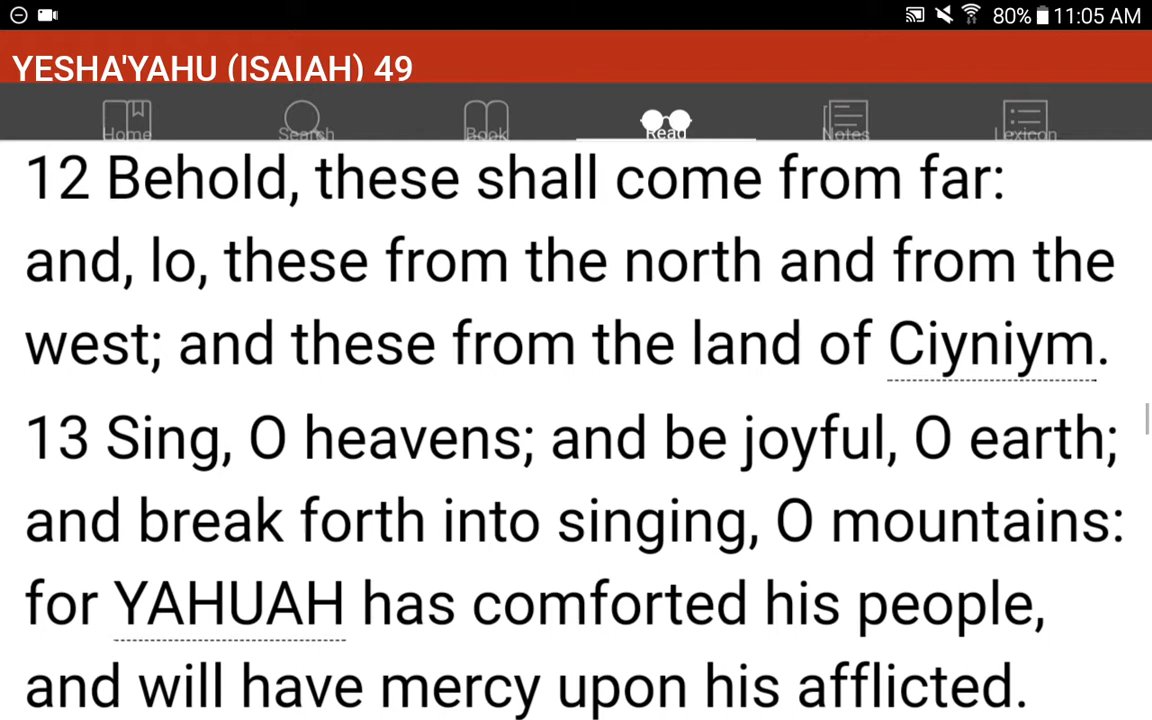 80% 11:05 AM
YESHA'YAHU (ISAIAH) 49
Home Search Book Read Notes Lexicon
12 Behold, these shall come from far:
and, lo, these from the north and from the
west; and these from the land of Ciyniym.
13 Sing, O heavens; and be joyful, O earth;
and break forth into singing, O mountains:
for YAHUAH has comforted his people,
and will have mercy upon his afflicted.